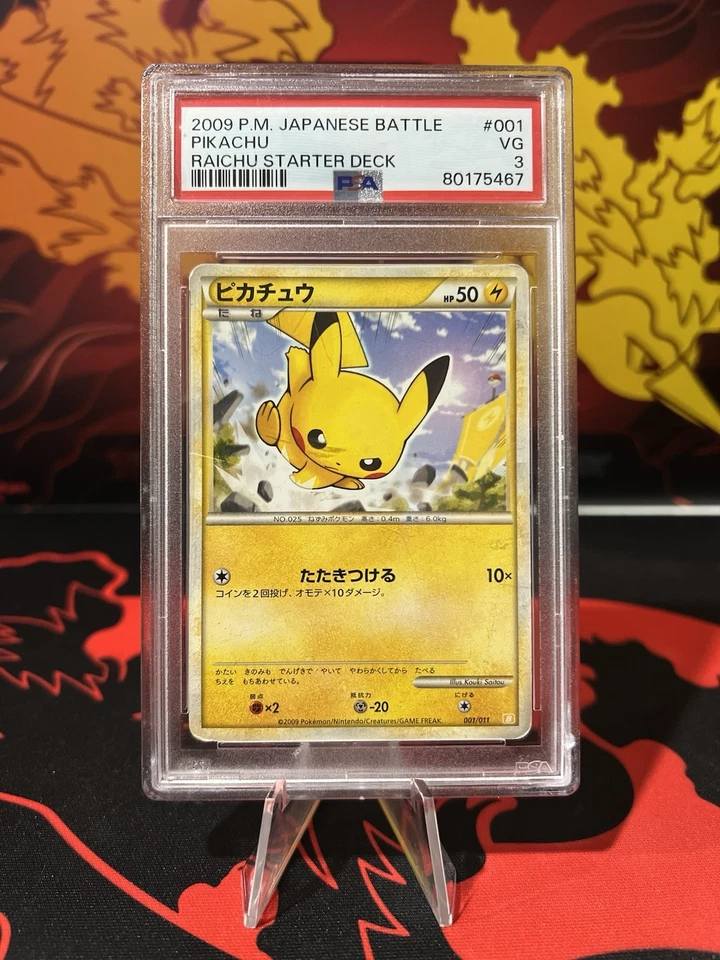 2009 P.M. JAPANESE BATTLE #001
PIKACHU VG
RAICHU STARTER DECK 3
PSA 80175467
ピカチュウ HP50
たね
NO.025 ねずみポケモン 高さ:0.4m 重さ:6.0kg
たたきつける 10×
コインを2回投げ、オモテ×10ダメージ。
かたい きのみも でんげきで やいて やわらかくしてから たべる
ちえを もちあわせている。
illus. Kouki Saitou
弱点 抵抗力 にげる
×2 -20
©2009 Pokémon/Nintendo/Creatures/GAME FREAK. 001/011
PSA